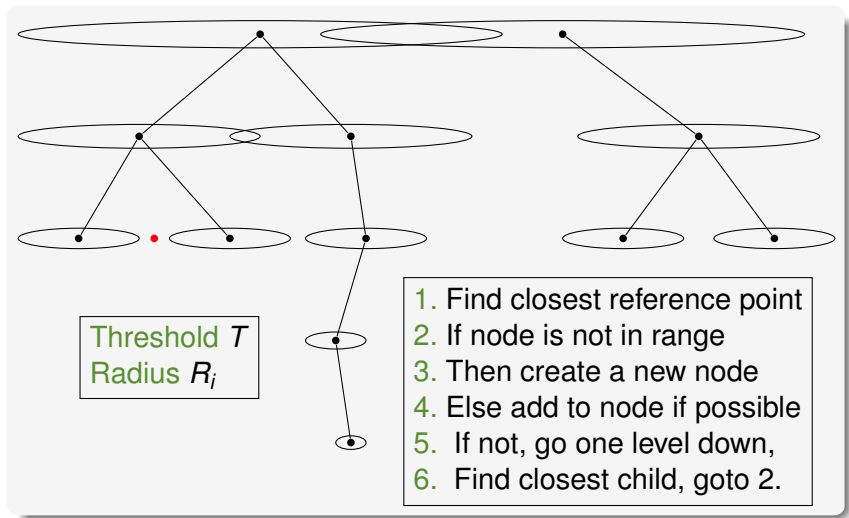 Threshold T
Radius Rᵢ
1. Find closest reference point
2. If node is not in range
3. Then create a new node
4. Else add to node if possible
5. If not, go one level down,
6. Find closest child, goto 2.